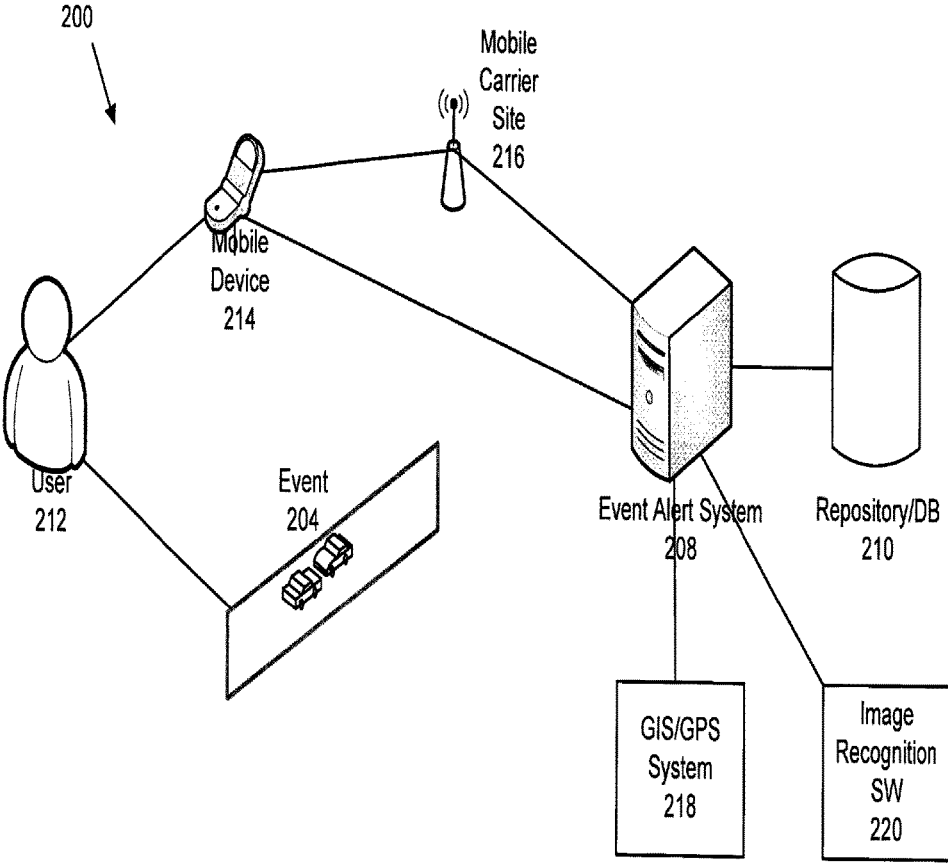 200
Mobile
Carrier
Site
216
Mobile
Device
214
User
212
Event
204
Event Alert System
208
Repository/DB
210
GIS/GPS
System
218
Image
Recognition
SW
220